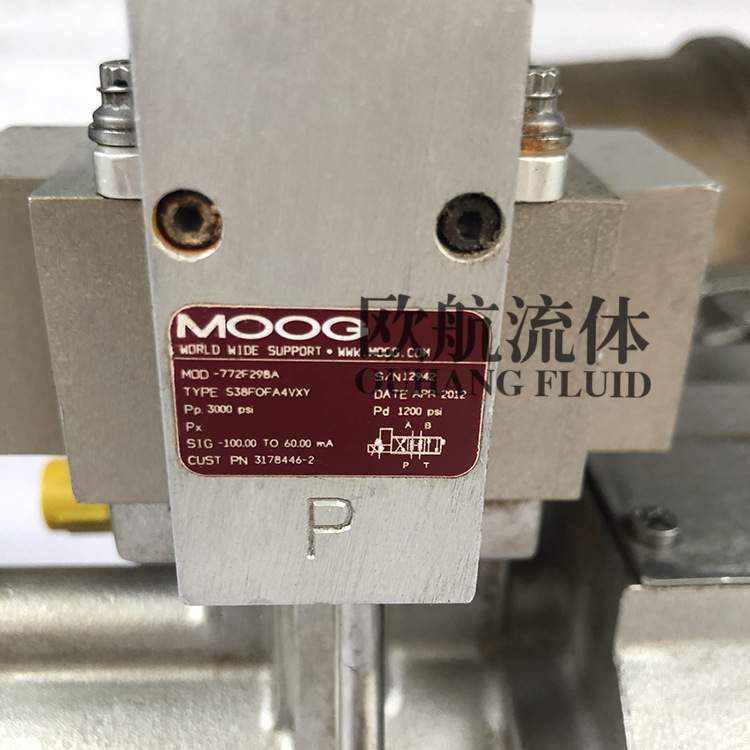 MOOG
WORLD WIDE SUPPORT • WWW.MOOG.COM
MOD -772F298A
S/N 12942
TYPE S38FOFA4VXY
DATE APR 2012
Pp 3000 psi
Pd 1200 psi
Px
A B
SIG -100.00 TO 60.00 mA
P T
CUST PN 3178446-2
P
欧航流体
FLUID